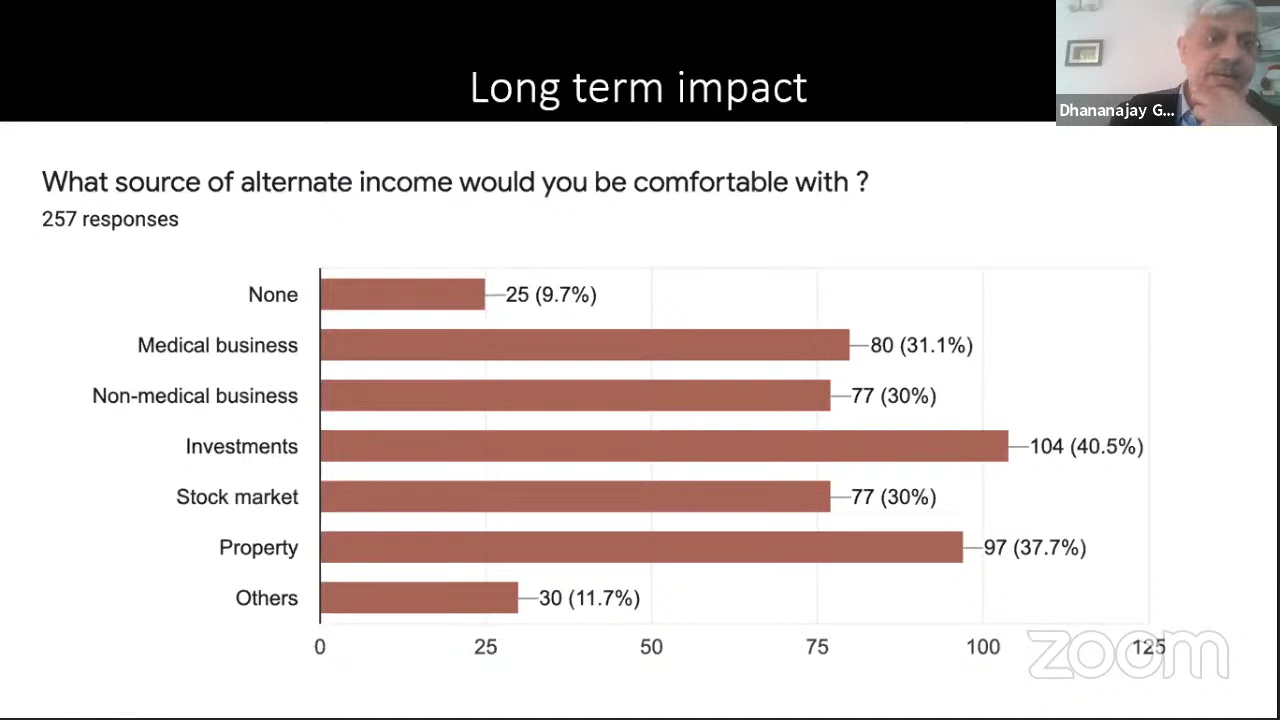 Long term impact
Dhananajay G...
What source of alternate income would you be comfortable with ?
257 responses
None 25 (9.7%)
Medical business 80 (31.1%)
Non-medical business 77 (30%)
Investments 104 (40.5%)
Stock market 77 (30%)
Property 97 (37.7%)
Others 30 (11.7%)
0 25 50 75 100 125
zoom